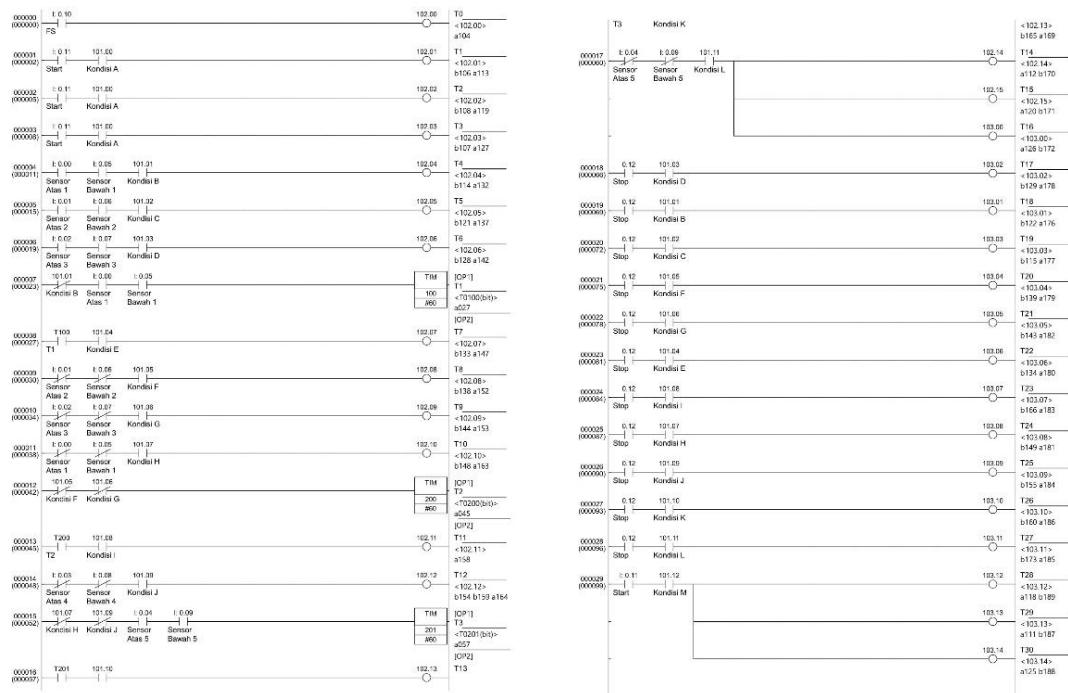 000000 I: 0.10 102.00 T0
(000000) FS <102.00>
a104
000001 I: 0.11 101.00 102.01 T1
(000002) Start Kondisi A <102.01>
b106 a113
000002 I: 0.11 101.00 102.02 T2
(000005) Start Kondisi A <102.02>
b108 a119
000003 I: 0.11 101.00 102.03 T3
(000008) Start Kondisi A <102.03>
b107 a127
000004 I: 0.00 I: 0.05 101.01 102.04 T4
(000011) Sensor Atas 1 Sensor Bawah 1 Kondisi B <102.04>
b114 a132
000005 I: 0.01 I: 0.06 101.02 102.05 T5
(000015) Sensor Atas 2 Sensor Bawah 2 Kondisi C <102.05>
b121 a137
000006 I: 0.02 I: 0.07 101.03 102.06 T6
(000019) Sensor Atas 3 Sensor Bawah 3 Kondisi D <102.06>
b128 a142
000007 101.01 I: 0.00 I: 0.05 TIM [OP1]
(000023) Kondisi B Sensor Atas 1 Sensor Bawah 1 100 T1
#60 <T0100(bit)>
a027
[OP2]
000008 T100 101.04 102.07 T7
(000027) T1 Kondisi E <102.07>
b133 a147
000009 I: 0.01 I: 0.06 101.05 102.08 T8
(000030) Sensor Atas 2 Sensor Bawah 2 Kondisi F <102.08>
b138 a152
000010 I: 0.02 I: 0.07 101.06 102.09 T9
(000034) Sensor Atas 3 Sensor Bawah 3 Kondisi G <102.09>
b144 a153
000011 I: 0.00 I: 0.05 101.07 102.10 T10
(000038) Sensor Atas 1 Sensor Bawah 1 Kondisi H <102.10>
b148 a163
000012 101.05 101.06 TIM [OP1]
(000042) Kondisi F Kondisi G 200 T2
#60 <T0200(bit)>
a045
[OP2]
000013 T200 101.08 102.11 T11
(000045) T2 Kondisi I <102.11>
a158
000014 I: 0.03 I: 0.08 101.09 102.12 T12
(000048) Sensor Atas 4 Sensor Bawah 4 Kondisi J <102.12>
b154 b159 a164
000015 101.07 101.09 I: 0.04 I: 0.09 TIM [OP1]
(000052) Kondisi H Kondisi J Sensor Atas 5 Sensor Bawah 5 201 T3
#60 <T0201(bit)>
a057
[OP2]
000016 T201 101.10 102.13 T13
(000057)
T3 Kondisi K <102.13>
b165 a169
000017 I: 0.04 I: 0.09 101.11 102.14 T14
(000060) Sensor Atas 5 Sensor Bawah 5 Kondisi L <102.14>
a112 b170
102.15 T15
<102.15>
a120 b171
103.00 T16
<103.00>
a126 b172
000018 0.12 101.03 103.02 T17
(000066) Stop Kondisi D <103.02>
b129 a178
000019 0.12 101.01 103.01 T18
(000069) Stop Kondisi B <103.01>
b122 a176
000020 0.12 101.02 103.03 T19
(000072) Stop Kondisi C <103.03>
b115 a177
000021 0.12 101.05 103.04 T20
(000075) Stop Kondisi F <103.04>
b139 a179
000022 0.12 101.06 103.05 T21
(000078) Stop Kondisi G <103.05>
b143 a182
000023 0.12 101.04 103.06 T22
(000081) Stop Kondisi E <103.06>
b134 a180
000024 0.12 101.08 103.07 T23
(000084) Stop Kondisi I <103.07>
b166 a183
000025 0.12 101.07 103.08 T24
(000087) Stop Kondisi H <103.08>
b149 a181
000026 0.12 101.09 103.09 T25
(000090) Stop Kondisi J <103.09>
b155 a184
000027 0.12 101.10 103.10 T26
(000093) Stop Kondisi K <103.10>
b160 a186
000028 0.12 101.11 103.11 T27
(000096) Stop Kondisi L <103.11>
b173 a185
000029 I: 0.11 101.12 103.12 T28
(000099) Start Kondisi M <103.12>
a118 b189
103.13 T29
<103.13>
a111 b187
103.14 T30
<103.14>
a125 b188